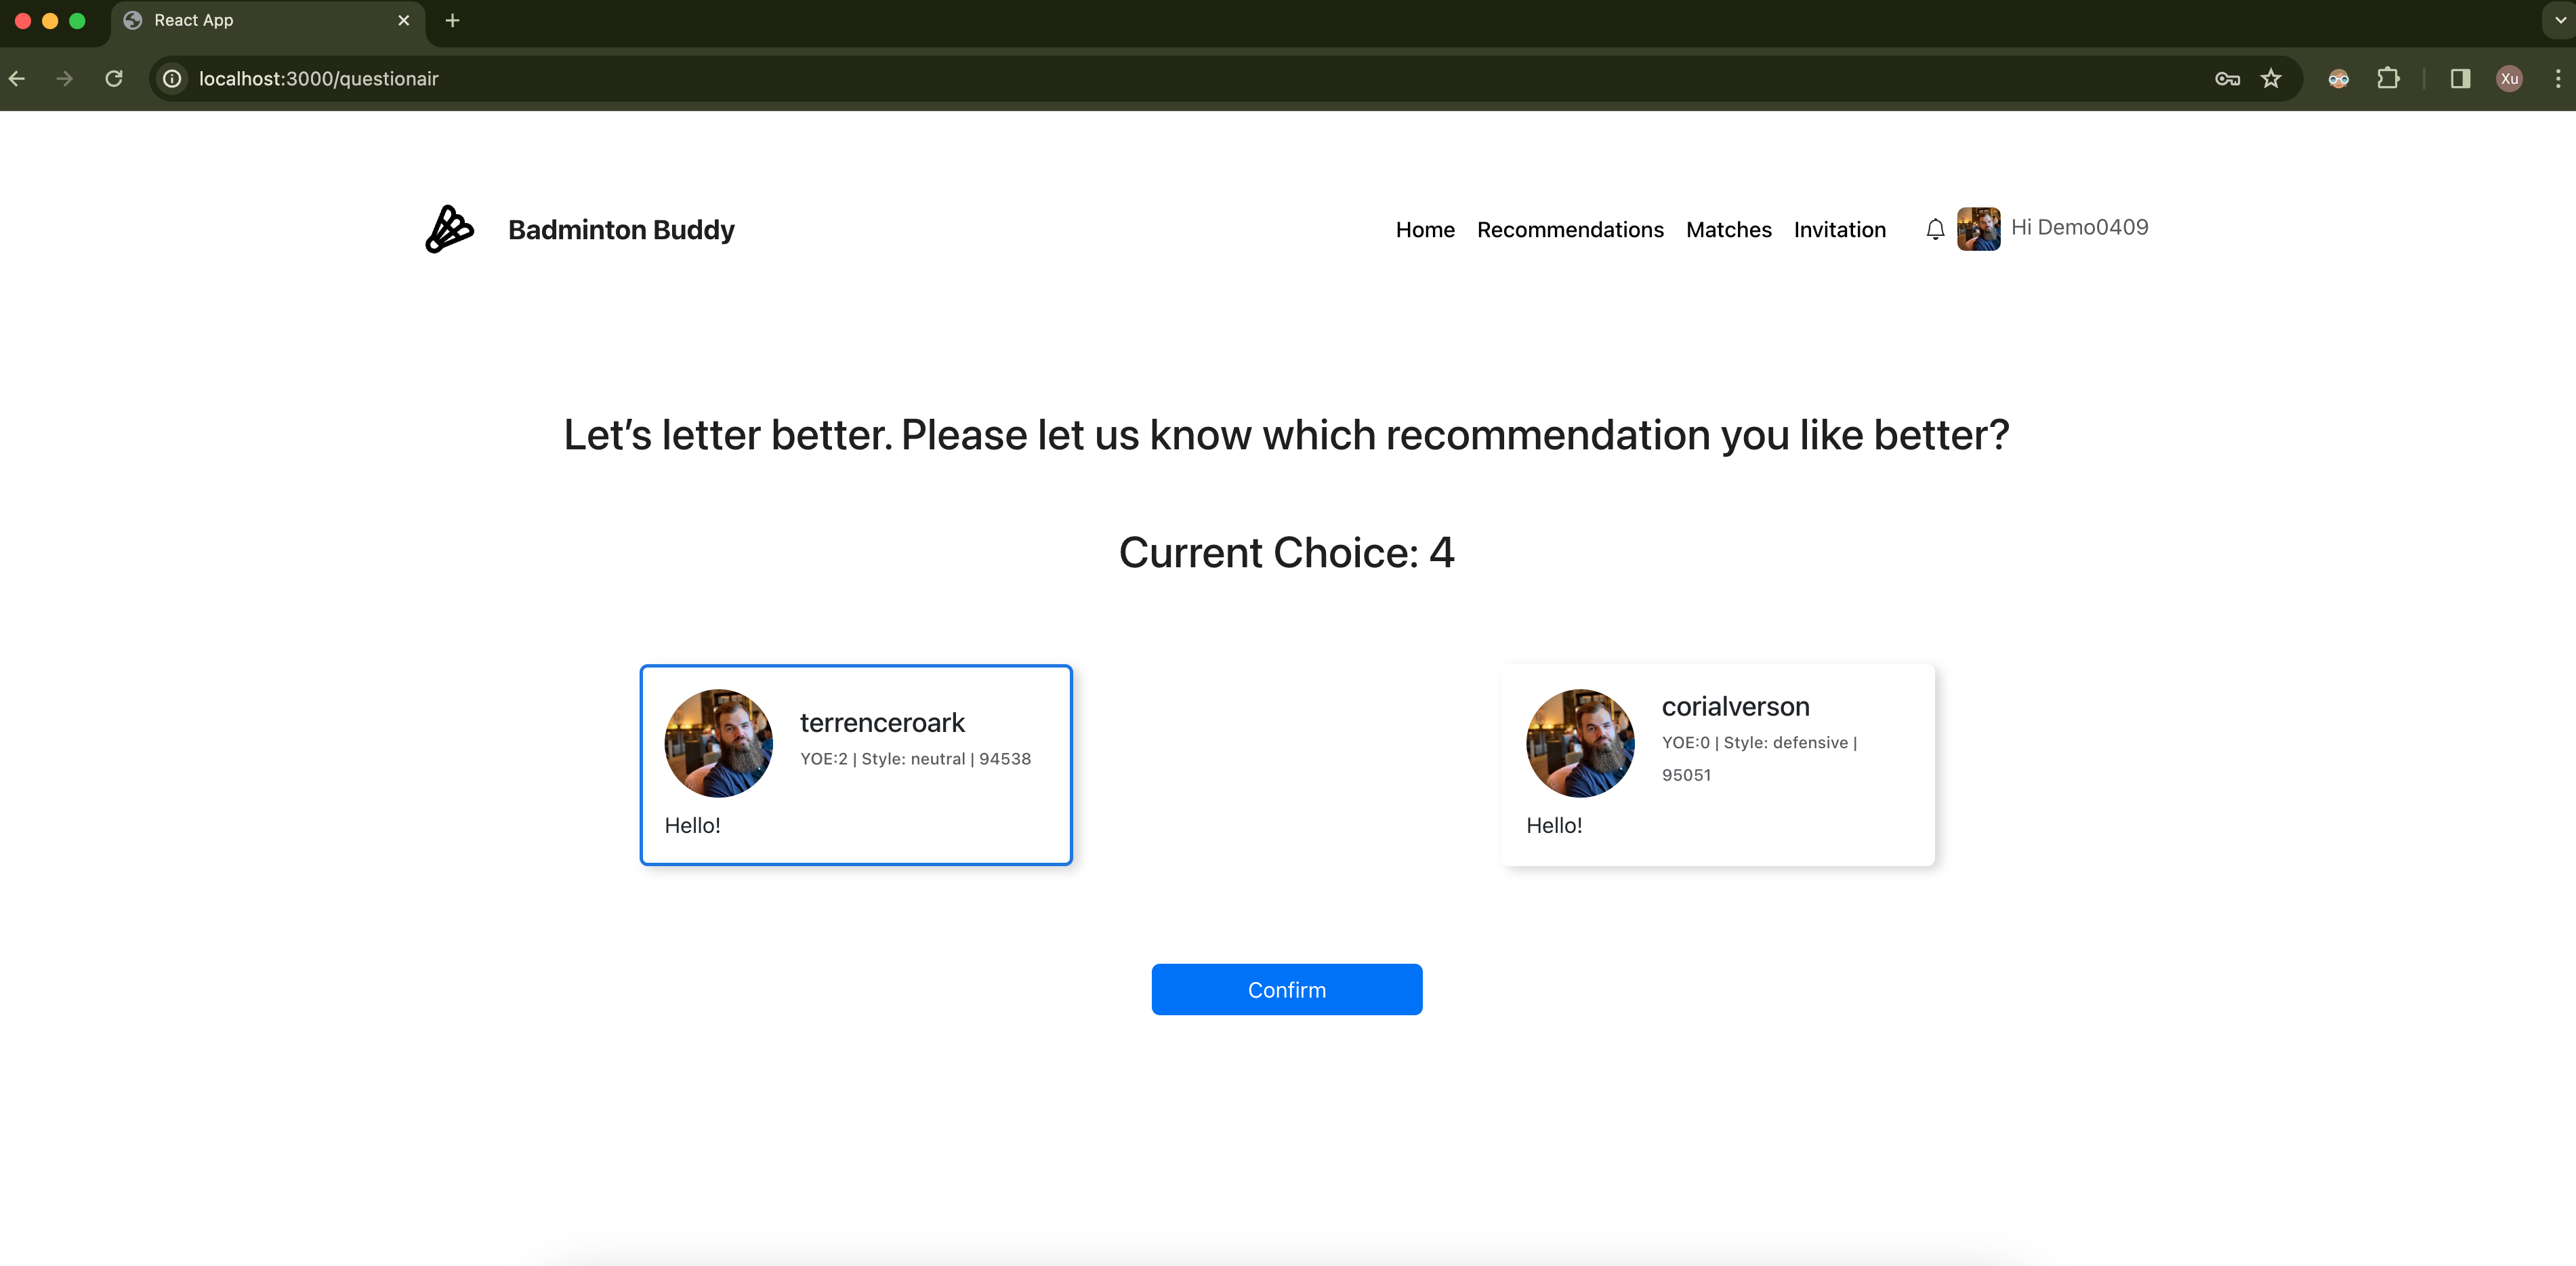 React App
localhost:3000/questionair
Xu
Badminton Buddy
Home Recommendations Matches Invitation Hi Demo0409
Let’s letter better. Please let us know which recommendation you like better?
Current Choice: 4
terrenceroark
YOE:2 | Style: neutral | 94538
Hello!
corialverson
YOE:0 | Style: defensive |
95051
Hello!
Confirm